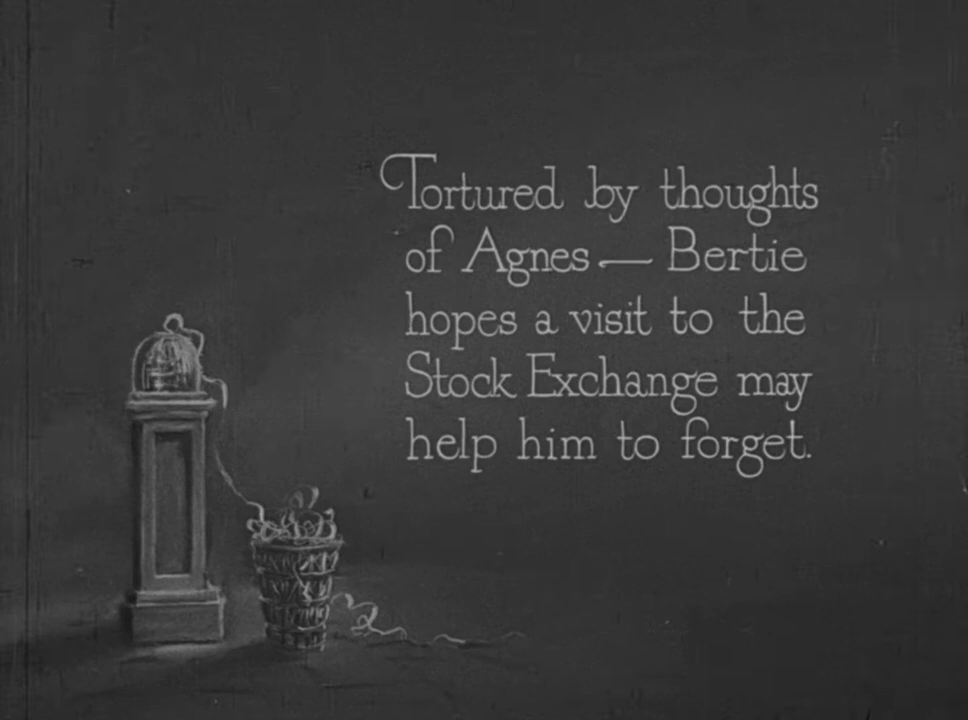 Tortured by thoughts
of Agnes — Bertie
hopes a visit to the
Stock Exchange may
help him to forget.